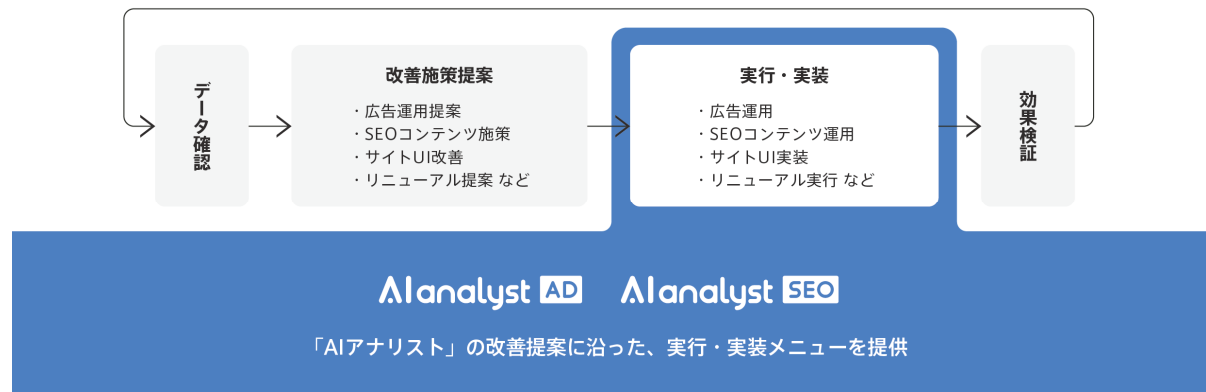 データ確認
改善施策提案
・広告運用提案
・SEOコンテンツ施策
・サイトUI改善
・リニューアル提案 など
実行・実装
・広告運用
・SEOコンテンツ運用
・サイトUI実装
・リニューアル実行 など
効果検証
AI analyst AD
AI analyst SEO
「AIアナリスト」の改善提案に沿った、実行・実装メニューを提供